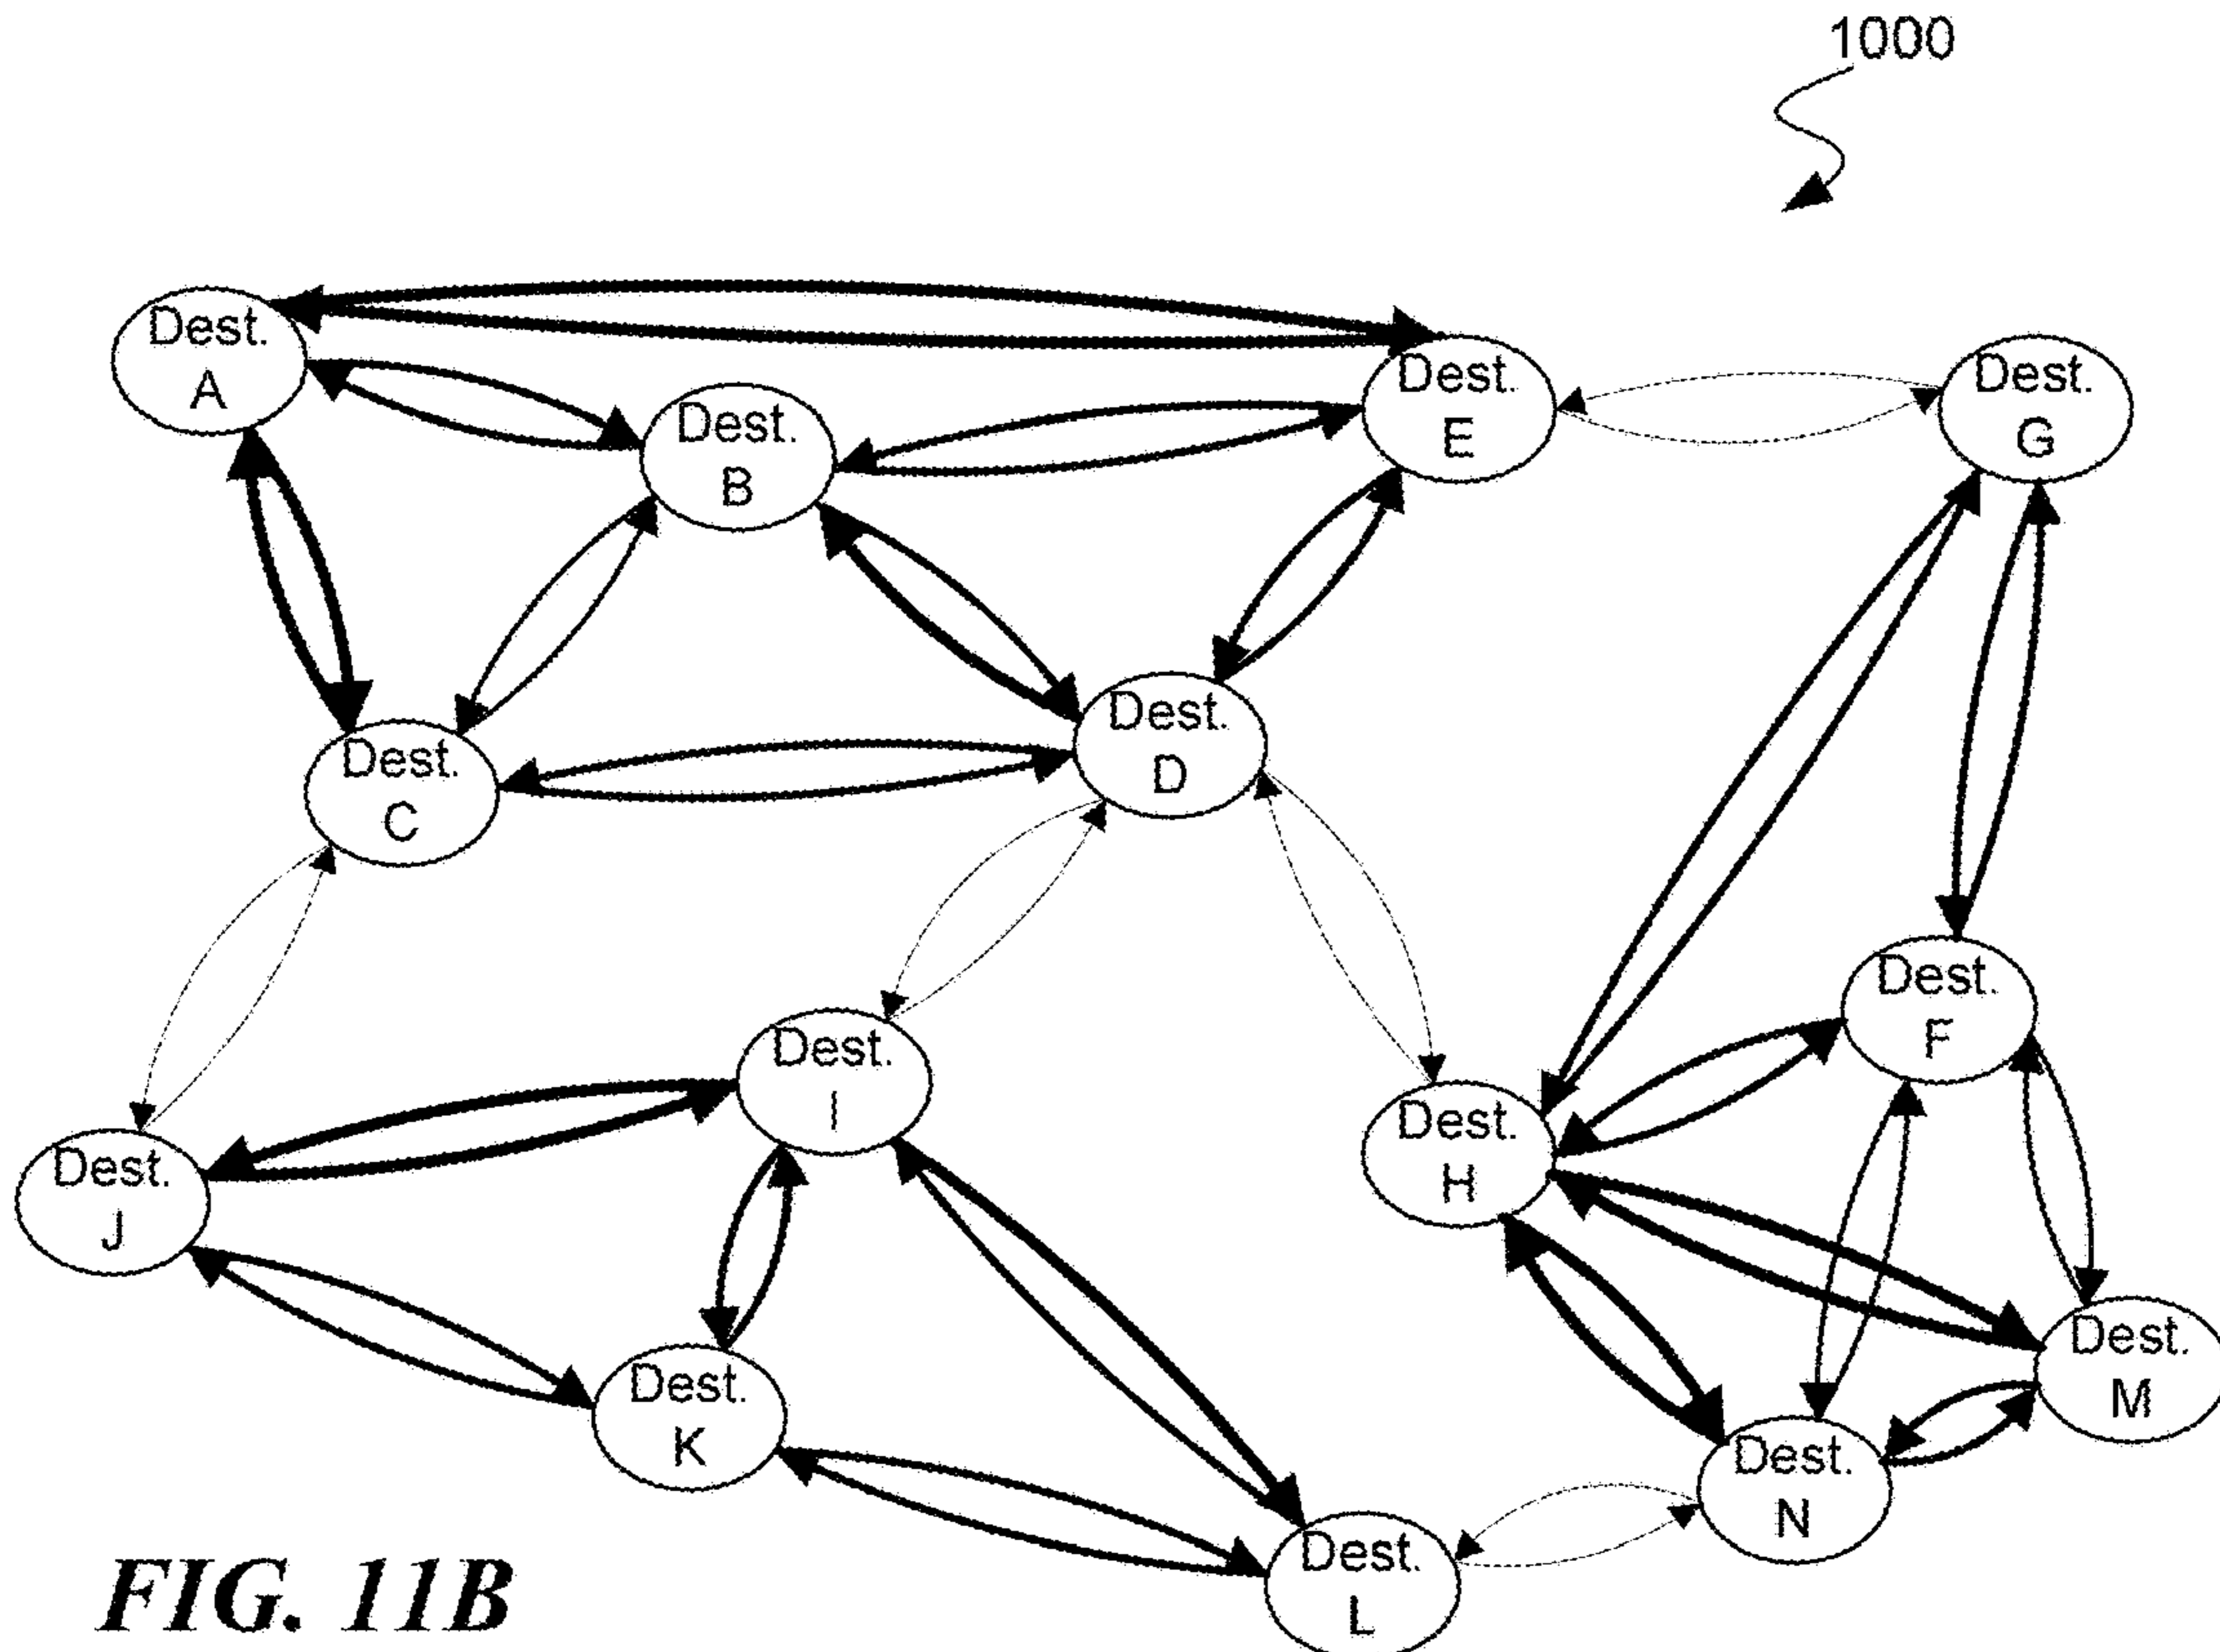 1000
Dest.
A
Dest.
B
Dest.
E
Dest.
G
Dest.
C
Dest.
D
Dest.
F
Dest.
I
Dest.
H
Dest.
J
Dest.
K
Dest.
M
Dest.
N
Dest.
L
FIG. 11B